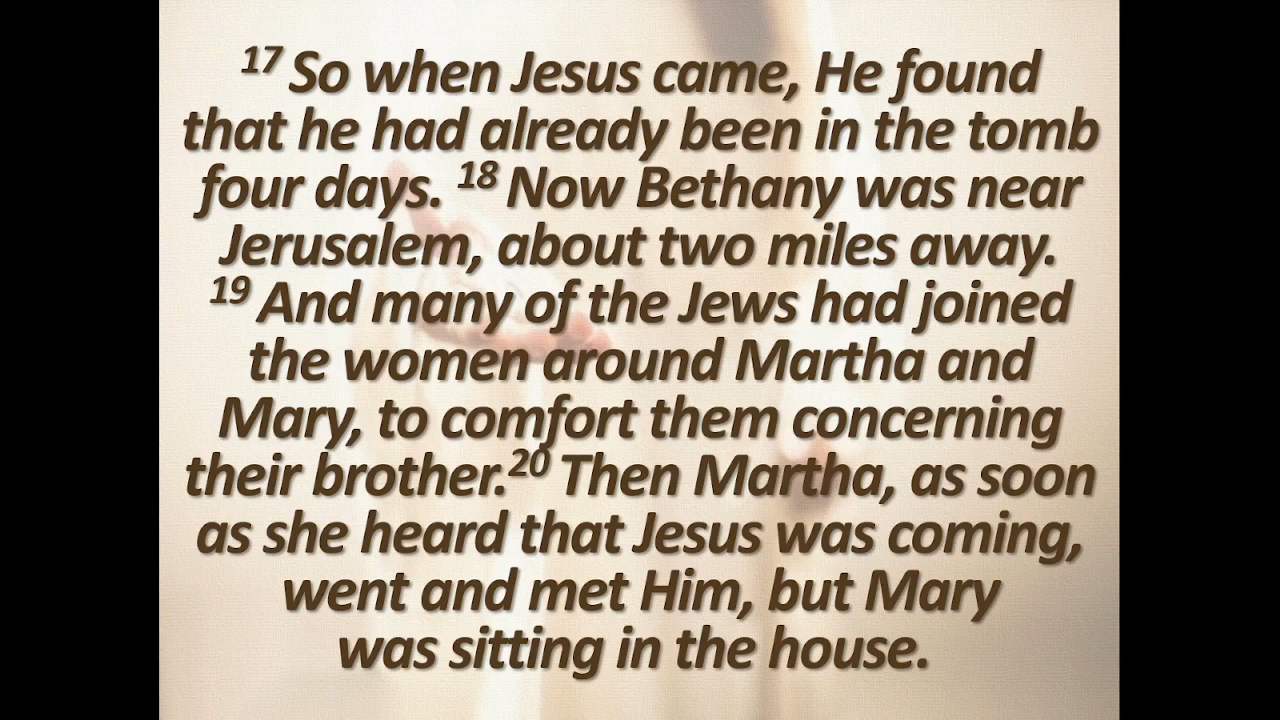 17 So when Jesus came, He found
that he had already been in the tomb
four days. 18 Now Bethany was near
Jerusalem, about two miles away.
19 And many of the Jews had joined
the women around Martha and
Mary, to comfort them concerning
their brother.20 Then Martha, as soon
as she heard that Jesus was coming,
went and met Him, but Mary
was sitting in the house.